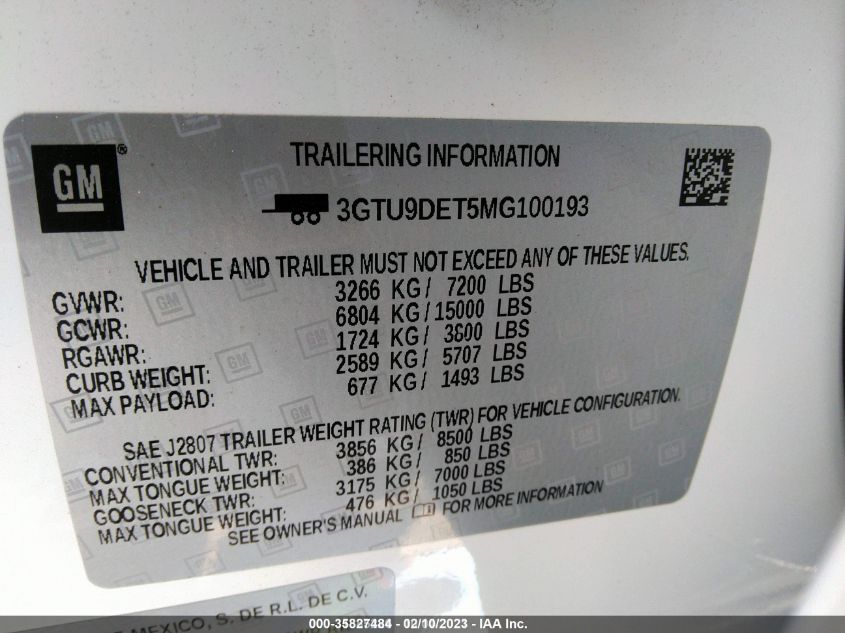 GM
®
TRAILERING INFORMATION
3GTU9DET5MG100193
VEHICLE AND TRAILER MUST NOT EXCEED ANY OF THESE VALUES.
GVWR: 3266 KG/ 7200 LBS
GCWR: 6804 KG/15000 LBS
RGAWR: 1724 KG/ 3800 LBS
CURB WEIGHT: 2589 KG/ 5707 LBS
MAX PAYLOAD: 677 KG/ 1493 LBS
SAE J2807 TRAILER WEIGHT RATING (TWR) FOR VEHICLE CONFIGURATION.
CONVENTIONAL TWR: 3856 KG/ 8500 LBS
MAX TONGUE WEIGHT: 386 KG/ 850 LBS
GOOSENECK TWR: 3175 KG/ 7000 LBS
MAX TONGUE WEIGHT: 476 KG/ 1050 LBS
SEE OWNER'S MANUAL FOR MORE INFORMATION
MEXICO, S. DE R.L. DE C.V.
000-35827484 - 02/10/2023 - IAA Inc.